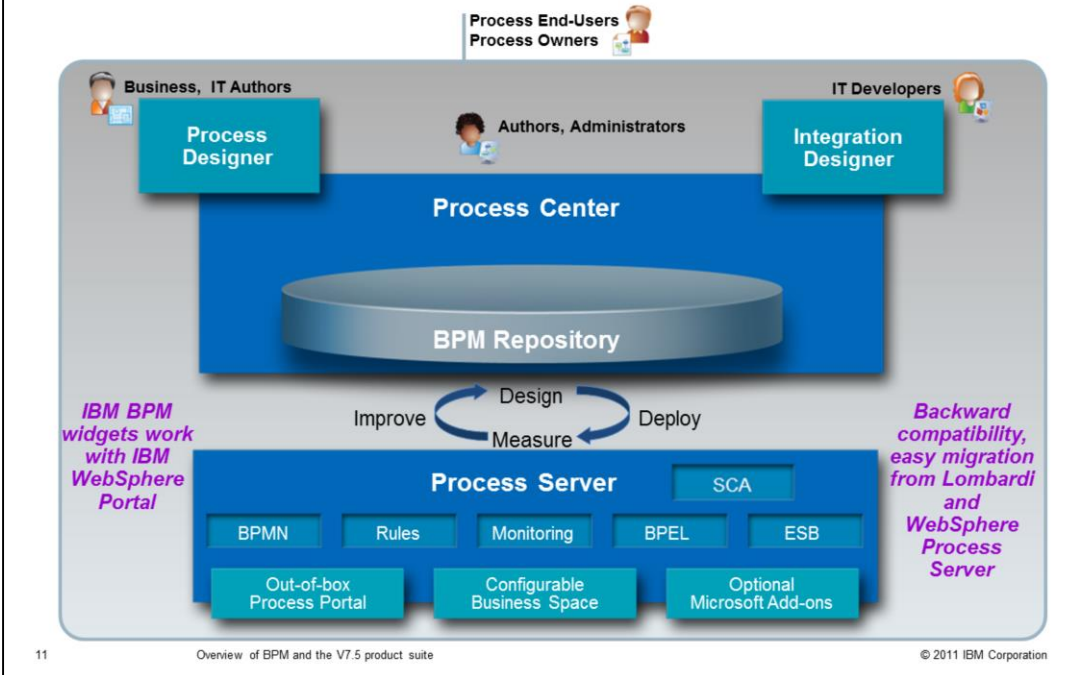 Process End-Users
Process Owners
Business, IT Authors
IT Developers
Authors, Administrators
Process
Designer
Integration
Designer
Process Center
BPM Repository
Design
Improve
Deploy
Measure
IBM BPM
widgets work
with IBM
WebSphere
Portal
Backward
compatibility,
easy migration
from Lombardi
and
WebSphere
Process
Server
Process Server
SCA
BPMN
Rules
Monitoring
BPEL
ESB
Out-of-box
Process Portal
Configurable
Business Space
Optional
Microsoft Add-ons
11
Overview of BPM and the V7.5 product suite
© 2011 IBM Corporation